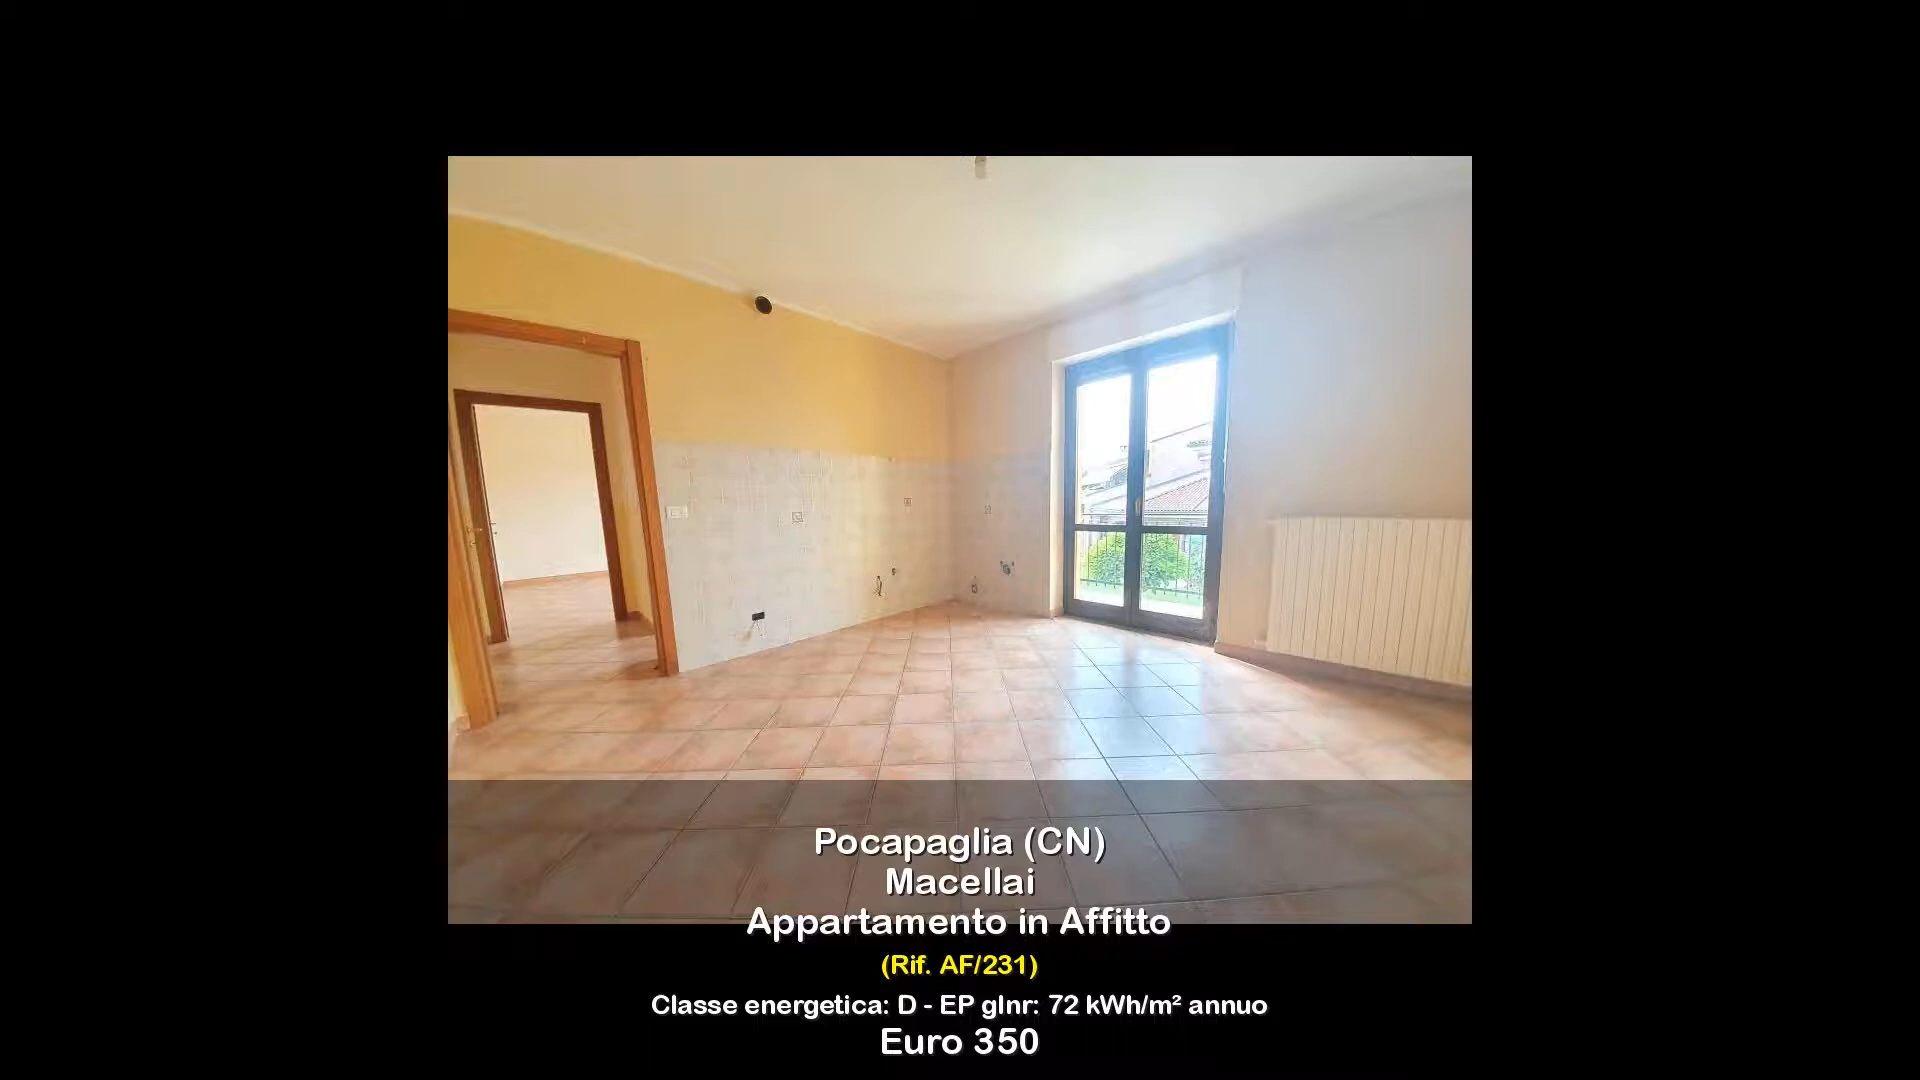 Pocapaglia (CN)
Macellai
Appartamento in Affitto
(Rif. AF/231)
Classe energetica: D - EP glnr: 72 kWh/m² annuo
Euro 350